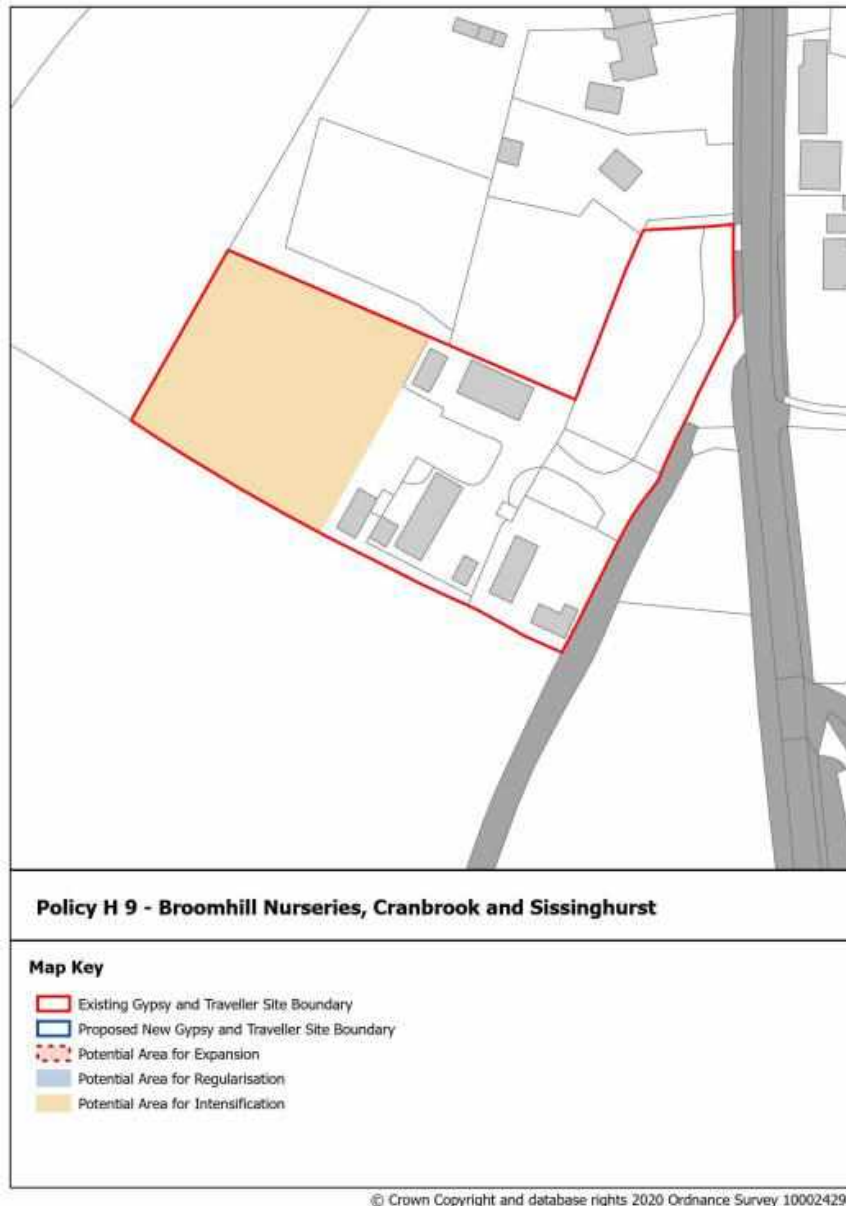 Policy H 9 - Broomhill Nurseries, Cranbrook and Sissinghurst
Map Key
Existing Gypsy and Traveller Site Boundary
Proposed New Gypsy and Traveller Site Boundary
Potential Area for Expansion
Potential Area for Regularisation
Potential Area for Intensification
© Crown Copyright and database rights 2020 Ordnance Survey 10002429